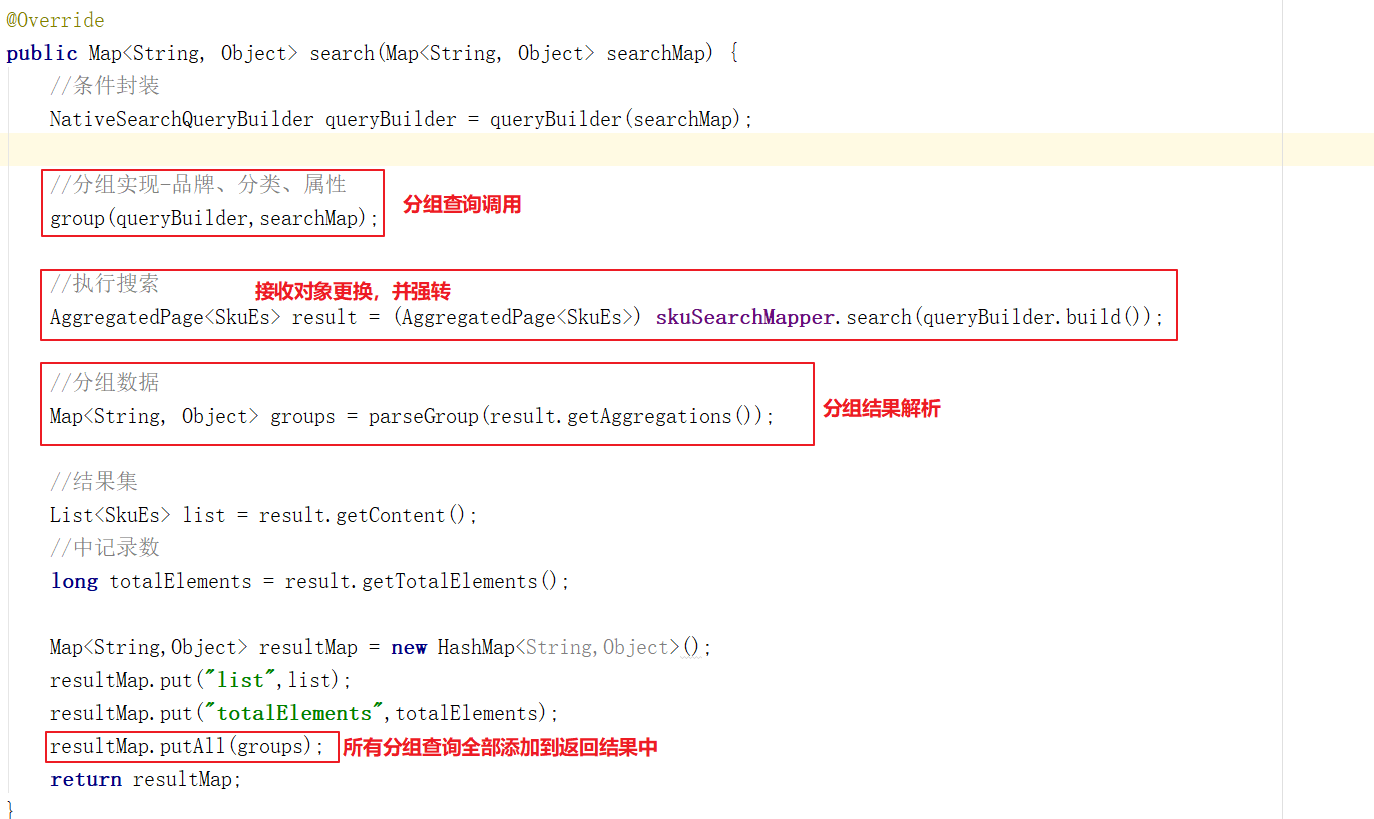 @Override
public Map<String, Object> search(Map<String, Object> searchMap) {
//条件封装
NativeSearchQueryBuilder queryBuilder = queryBuilder(searchMap);
//分组实现-品牌、分类、属性
group(queryBuilder,searchMap);
分组查询调用
//执行搜索
接收对象更换，并强转
AggregatedPage<SkuEs> result = (AggregatedPage<SkuEs>) skuSearchMapper.search(queryBuilder.build());
//分组数据
Map<String, Object> groups = parseGroup(result.getAggregations());
分组结果解析
//结果集
List<SkuEs> list = result.getContent();
//中记录数
long totalElements = result.getTotalElements();
Map<String,Object> resultMap = new HashMap<String,Object>();
resultMap.put("list",list);
resultMap.put("totalElements",totalElements);
resultMap.putAll(groups); 所有分组查询全部添加到返回结果中
return resultMap;
}